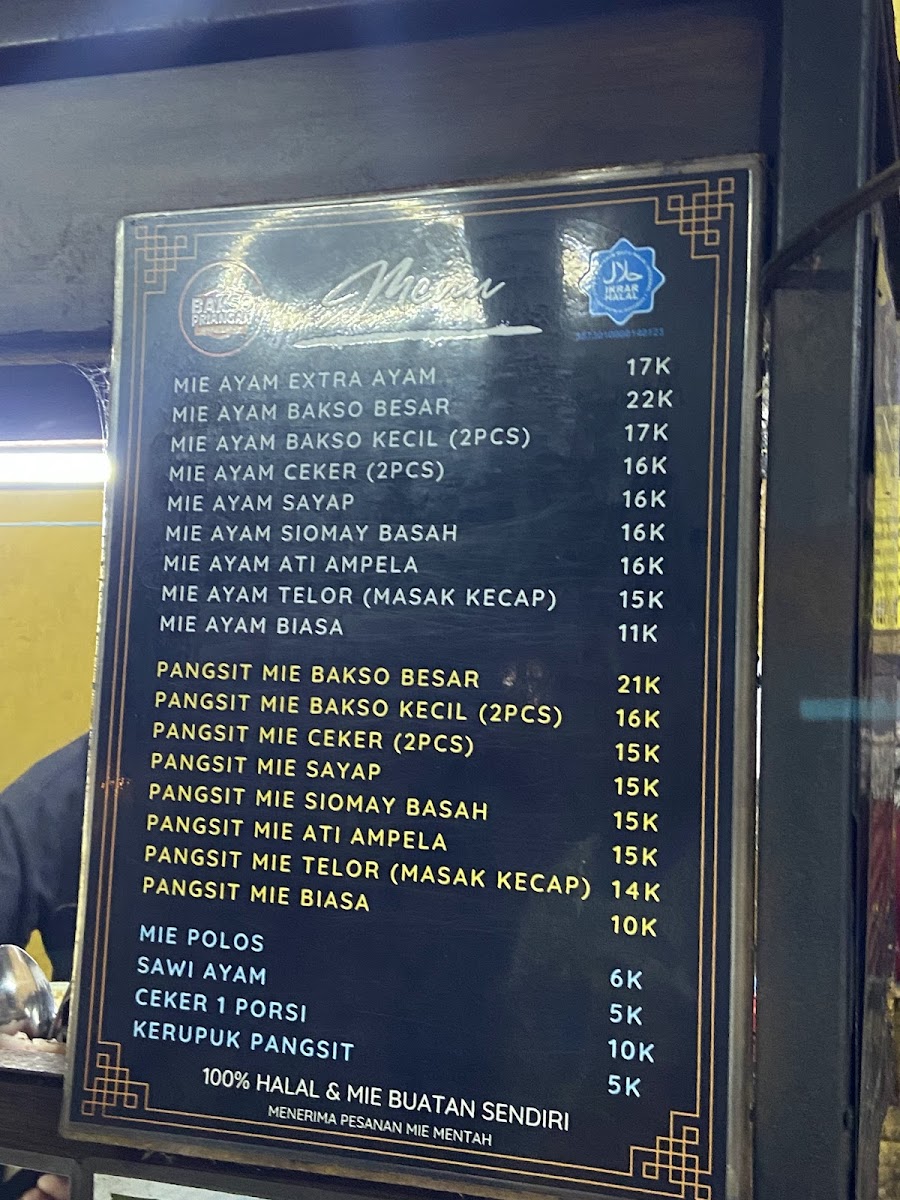 BAKSO
PRIANGAN
Menu
حلال
IKRAR
HALAL
MIE AYAM EXTRA AYAM 17K
MIE AYAM BAKSO BESAR 22K
MIE AYAM BAKSO KECIL (2PCS) 17K
MIE AYAM CEKER (2PCS) 16K
MIE AYAM SAYAP 16K
MIE AYAM SIOMAY BASAH 16K
MIE AYAM ATI AMPELA 16K
MIE AYAM TELOR (MASAK KECAP) 15K
MIE AYAM BIASA 11K
PANGSIT MIE BAKSO BESAR 21K
PANGSIT MIE BAKSO KECIL (2PCS) 16K
PANGSIT MIE CEKER (2PCS) 15K
PANGSIT MIE SAYAP 15K
PANGSIT MIE SIOMAY BASAH 15K
PANGSIT MIE ATI AMPELA 15K
PANGSIT MIE TELOR (MASAK KECAP) 14K
PANGSIT MIE BIASA 10K
MIE POLOS 6K
SAWI AYAM 5K
CEKER 1 PORSI 10K
KERUPUK PANGSIT 5K
100% HALAL & MIE BUATAN SENDIRI
MENERIMA PESANAN MIE MENTAH